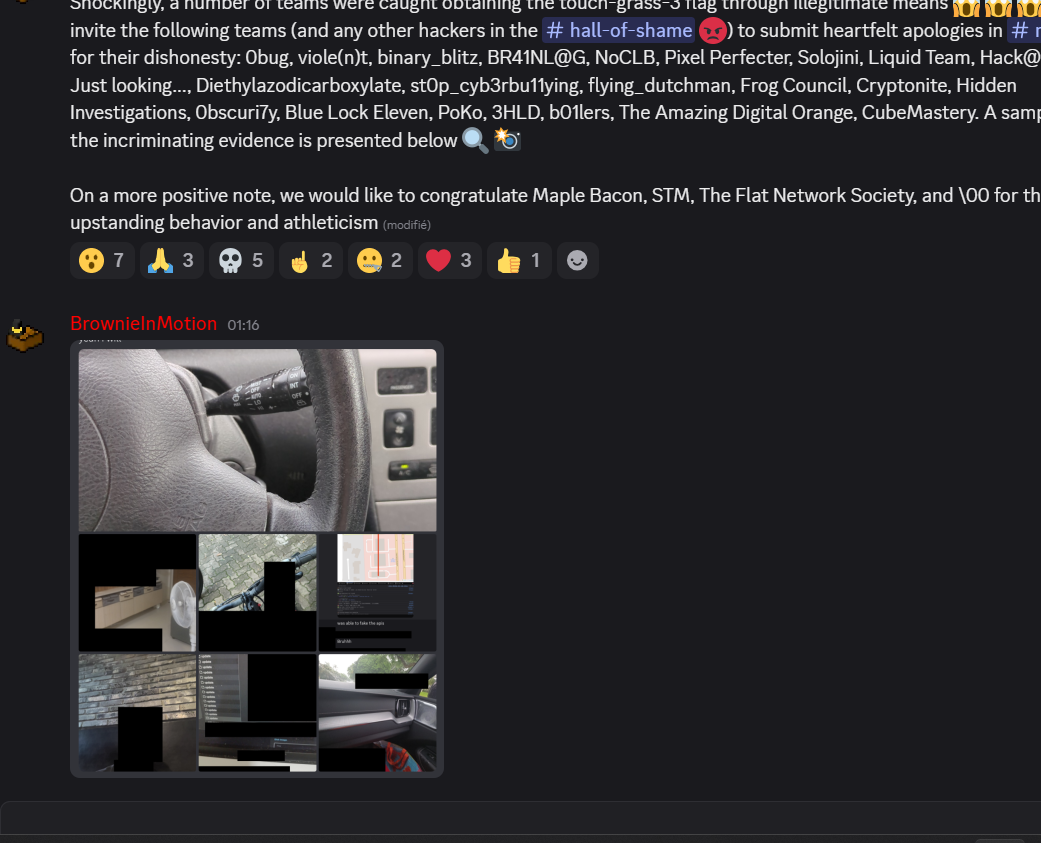 Shockingly, a number of teams were caught obtaining the touch-grass-3 flag through illegitimate means
invite the following teams (and any other hackers in the # hall-of-shame ) to submit heartfelt apologies in #
for their dishonesty: 0bug, viole(n)t, binary_blitz, BR41NL@G, NoCLB, Pixel Perfecter, Solojini, Liquid Team, Hack@
Just looking..., Diethylazodicarboxylate, st0p_cyb3rbu11ying, flying_dutchman, Frog Council, Cryptonite, Hidden
Investigations, 0bscuri7y, Blue Lock Eleven, PoKo, 3HLD, b01lers, The Amazing Digital Orange, CubeMastery. A
the incriminating evidence is presented below
On a more positive note, we would like to congratulate Maple Bacon, STM, The Flat Network Society, and \00 for
upstanding behavior and athleticism (modifié)
7 3 5 2 2 3 1
BrownieInMotion 01:16
INT
OFF
was able to fake the apis
Bruhhh